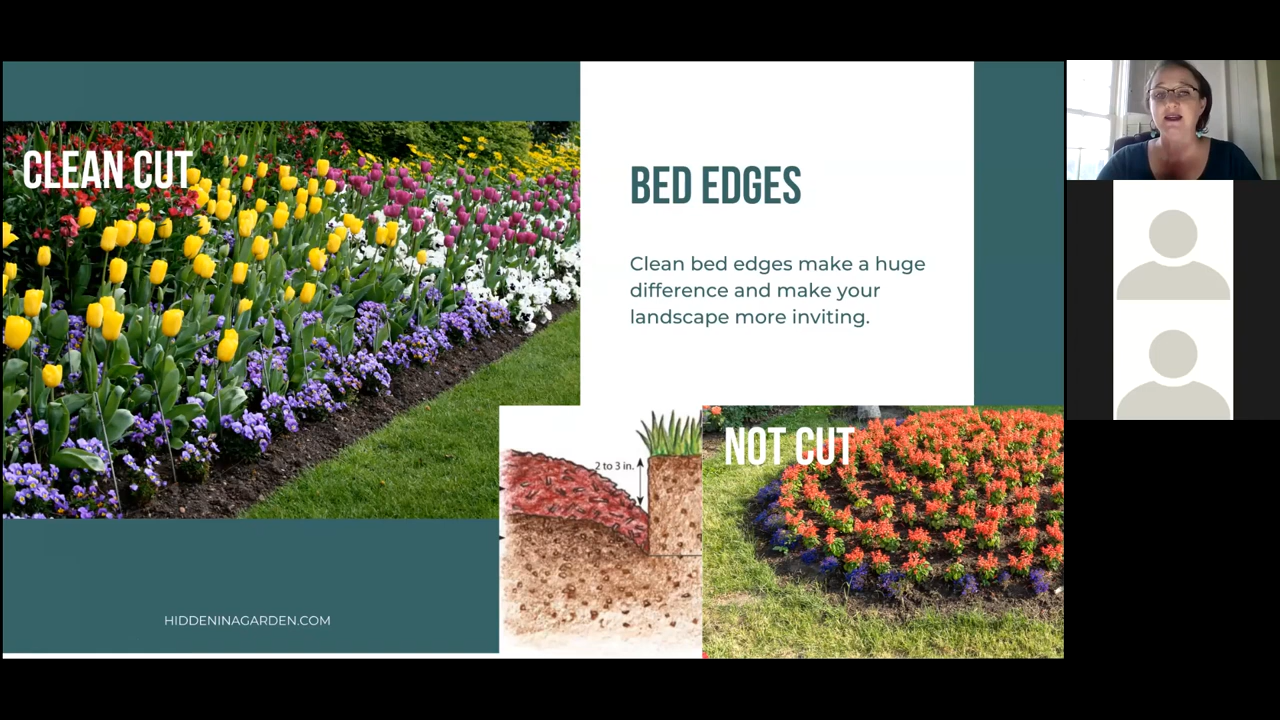 CLEAN CUT
BED EDGES
Clean bed edges make a huge
difference and make your
landscape more inviting.
2 to 3 in.
NOT CUT
HIDDENINAGARDEN.COM